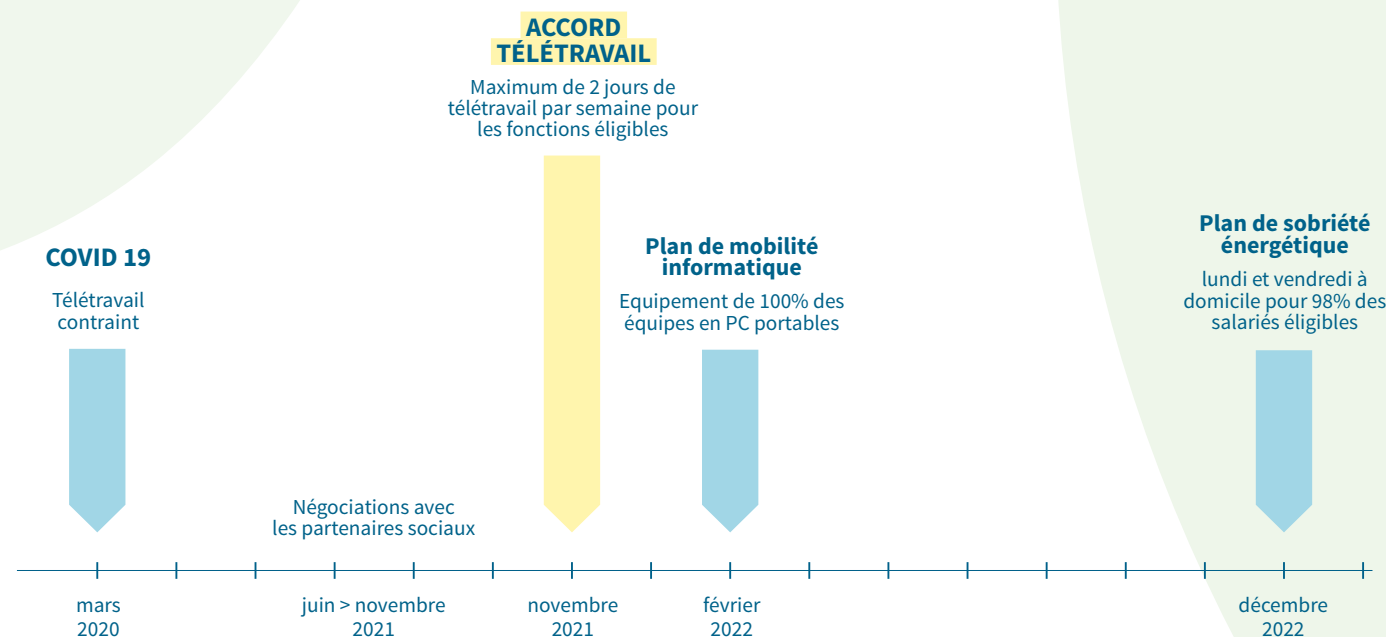 ACCORD
TÉLÉTRAVAIL
Maximum de 2 jours de
télétravail par semaine pour
les fonctions éligibles
COVID 19
Télétravail
contraint
Négociations avec
les partenaires sociaux
Plan de mobilité
informatique
Equipement de 100% des
équipes en PC portables
Plan de sobriété
énergétique
lundi et vendredi à
domicile pour 98% des
salariés éligibles
mars
2020
juin > novembre
2021
novembre
2021
février
2022
décembre
2022